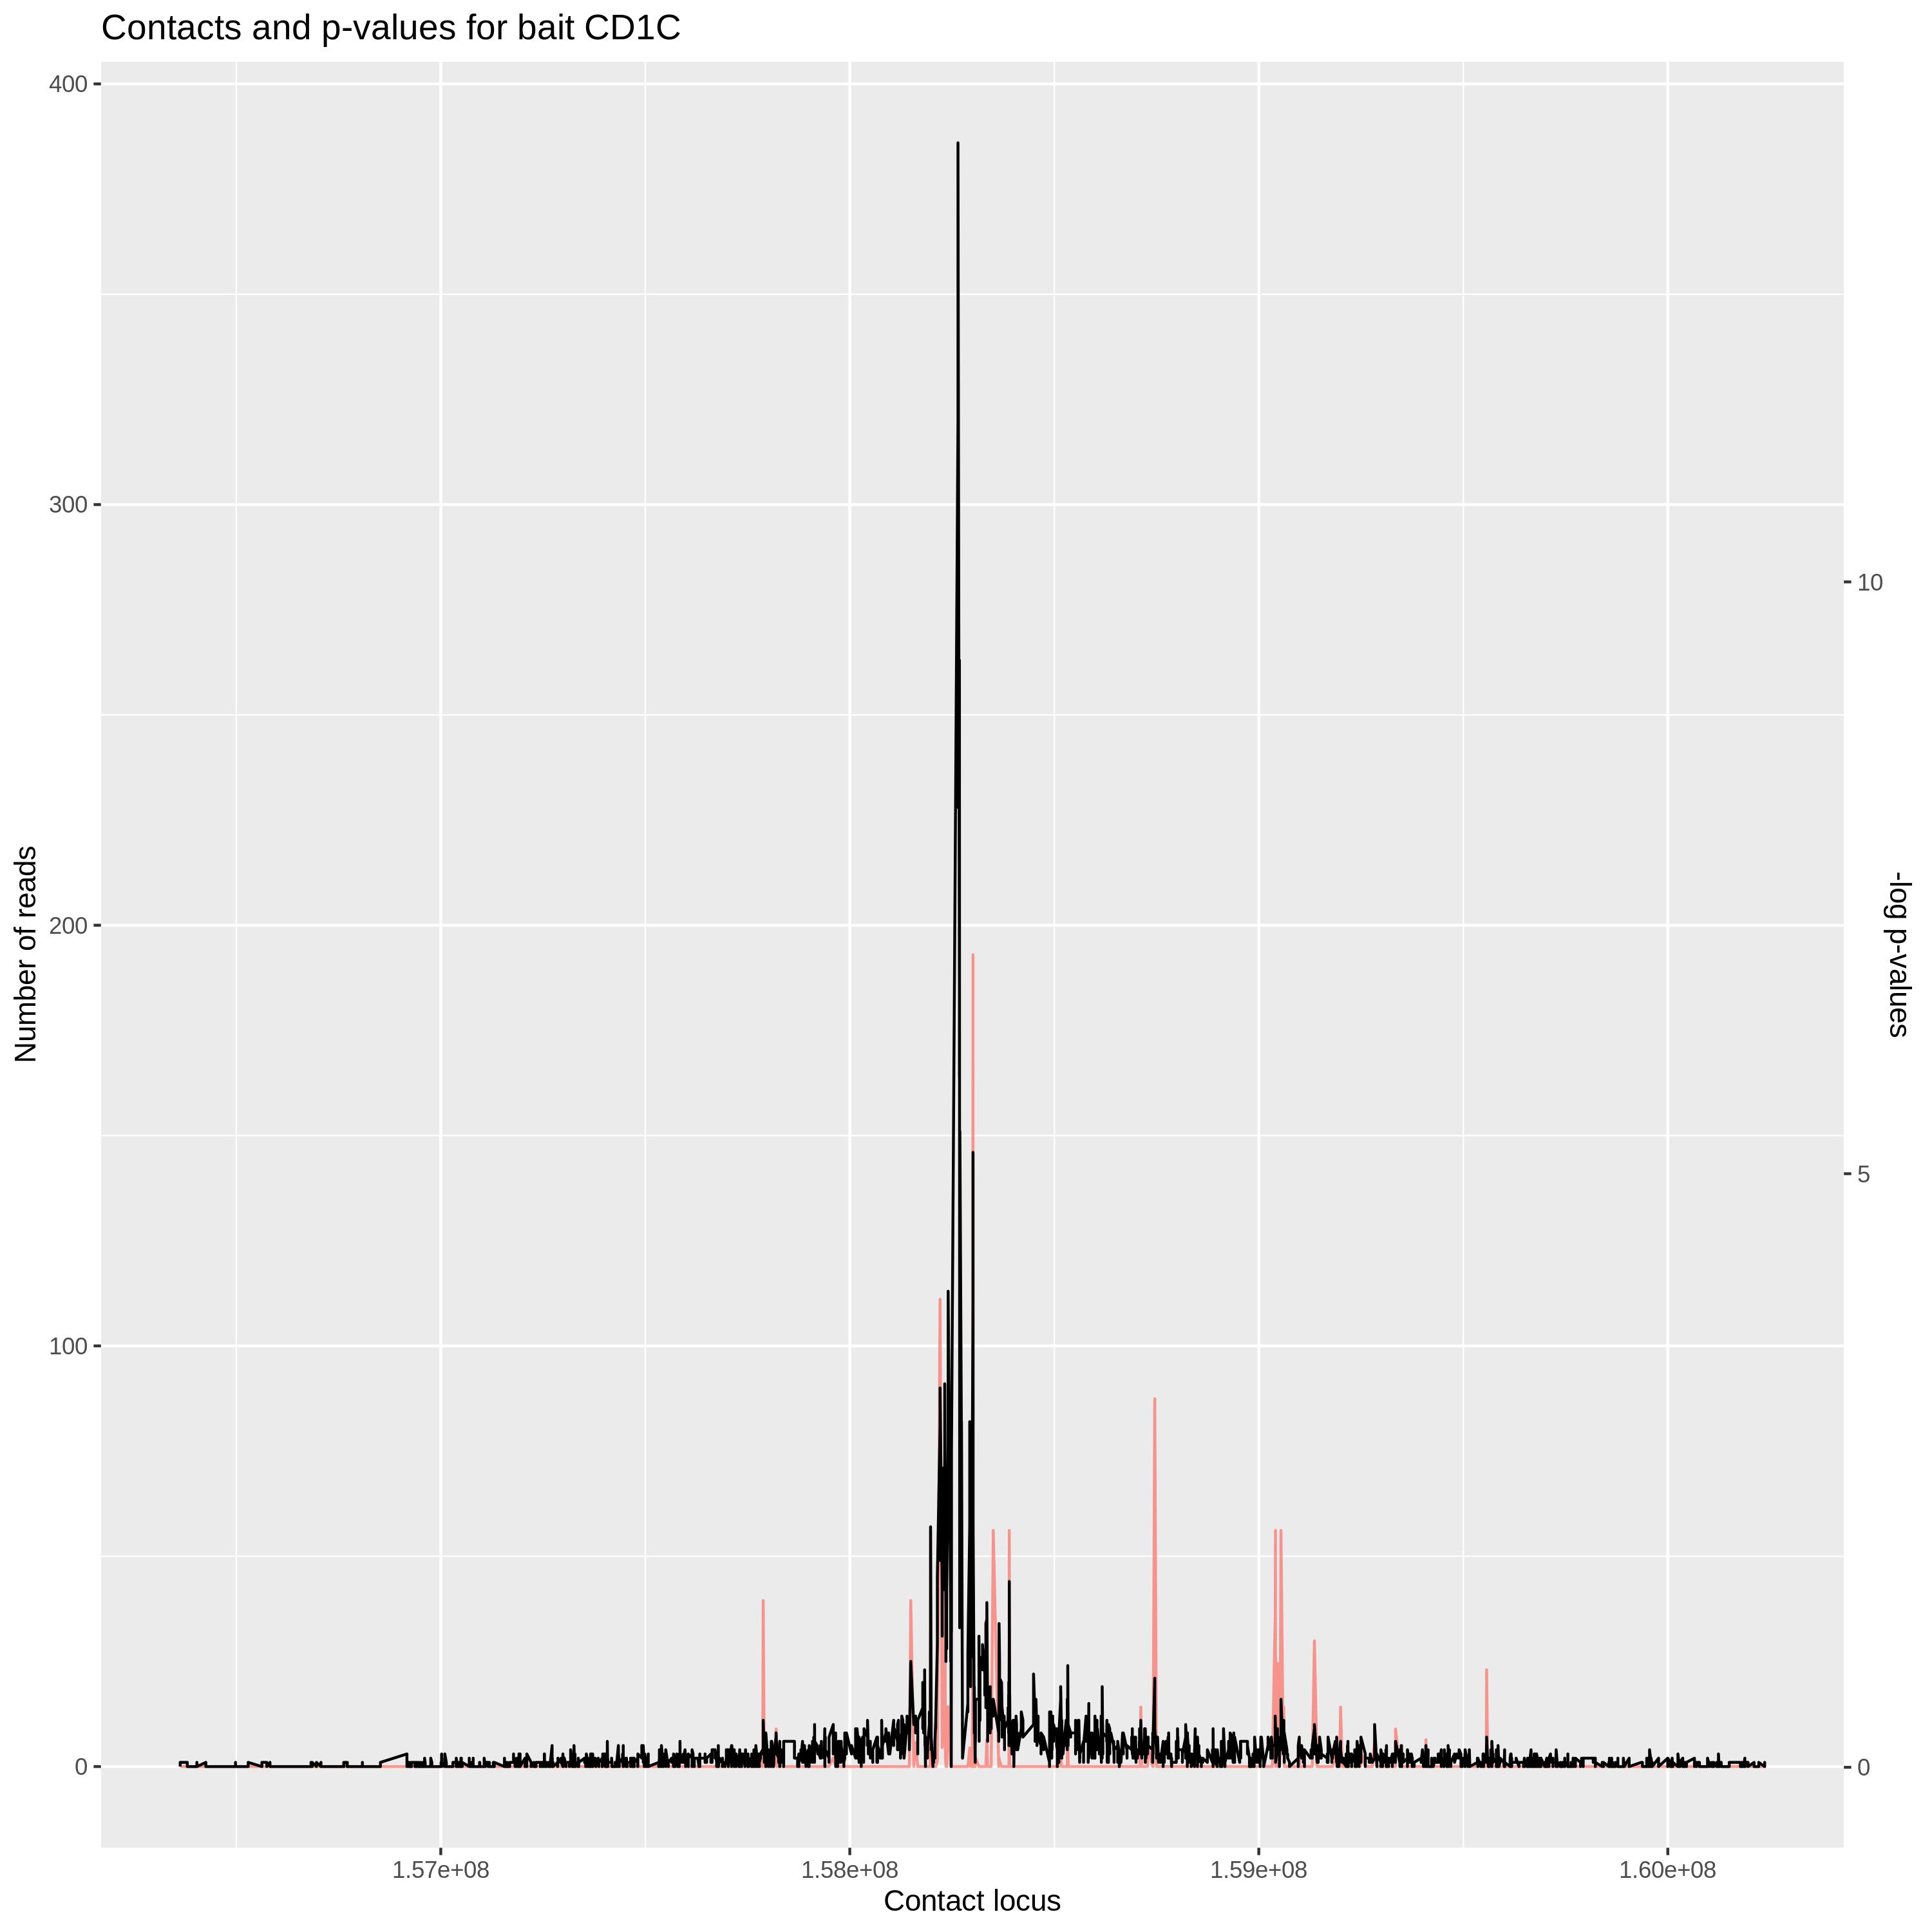 Contacts and p-values for bait CD1C
400
300
200
100
0
Number of reads
10
5
0
-log p-values
1.57e+08
1.58e+08
1.59e+08
1.60e+08
Contact locus